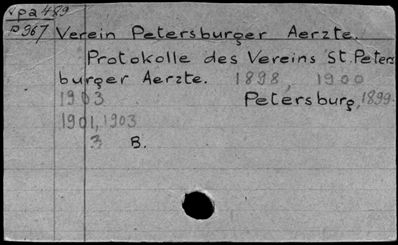 Vpa 489
P367 Verein Petersburger Aerzte.
Protokolle des Vereins St. Peters
burger Aerzte. 1898, 1900
1903 Petersburg, 1899-
1901, 1903
3 B.